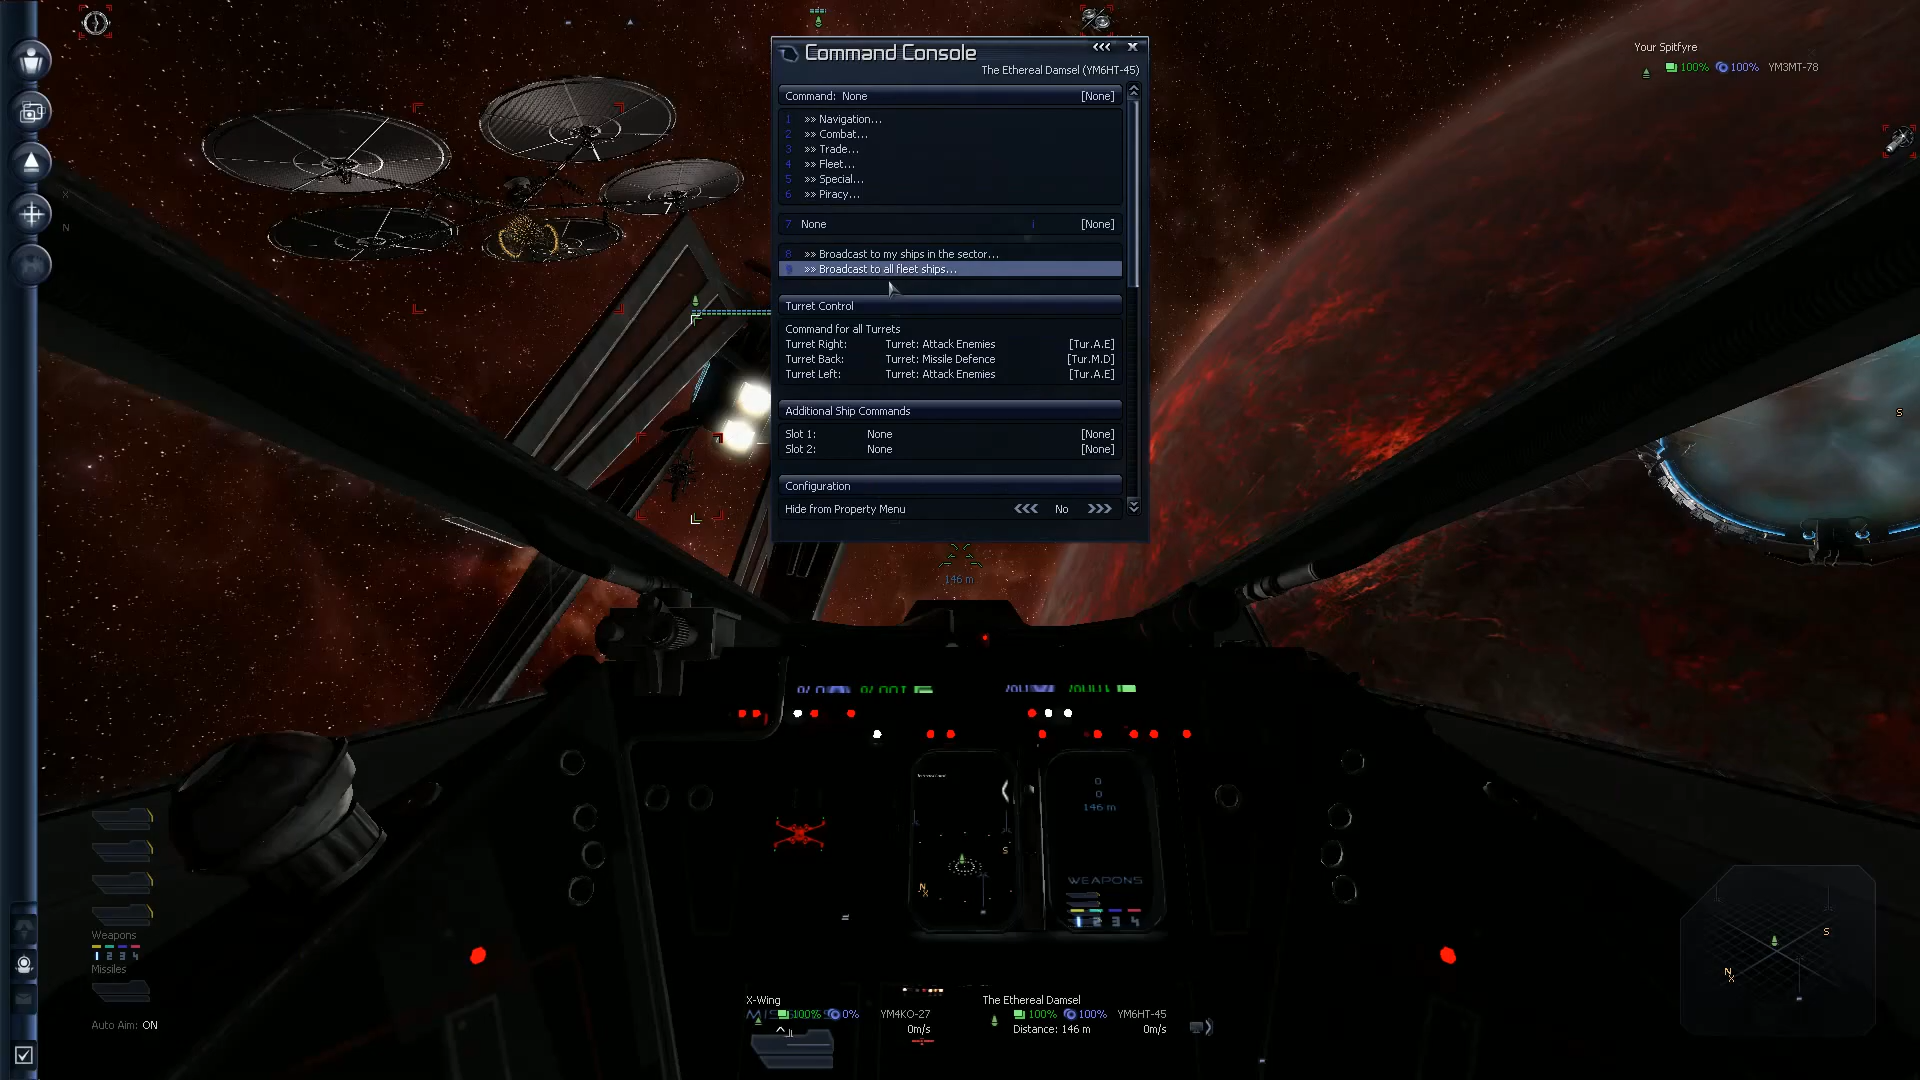 Command Console
The Ethereal Damsel (YM6HT-45)
Command: None [None]
1 >> Navigation...
2 >> Combat...
3 >> Trade...
4 >> Fleet...
5 >> Special...
6 >> Piracy...
7 None [None]
8 >> Broadcast to my ships in the sector...
9 >> Broadcast to all fleet ships...
Turret Control
Command for all Turrets
Turret Right: Turret: Attack Enemies [Tur.A.E]
Turret Back: Turret: Missile Defence [Tur.M.D]
Turret Left: Turret: Attack Enemies [Tur.A.E]
Additional Ship Commands
Slot 1: None [None]
Slot 2: None [None]
Configuration
Hide from Property Menu <<< No >>>
Your Spitfyre
100% 100% YM3MT-78
X
N
S
146 m
0
0
146 m
S
N
X
WEAPONS
1 2 3 4
Weapons
1 2 3 4
Missiles
Auto Aim: ON
X-Wing
100% 0% YM4KO-27
0m/s
The Ethereal Damsel
100% 100% YM6HT-45
Distance: 146 m 0m/s
S
N
X